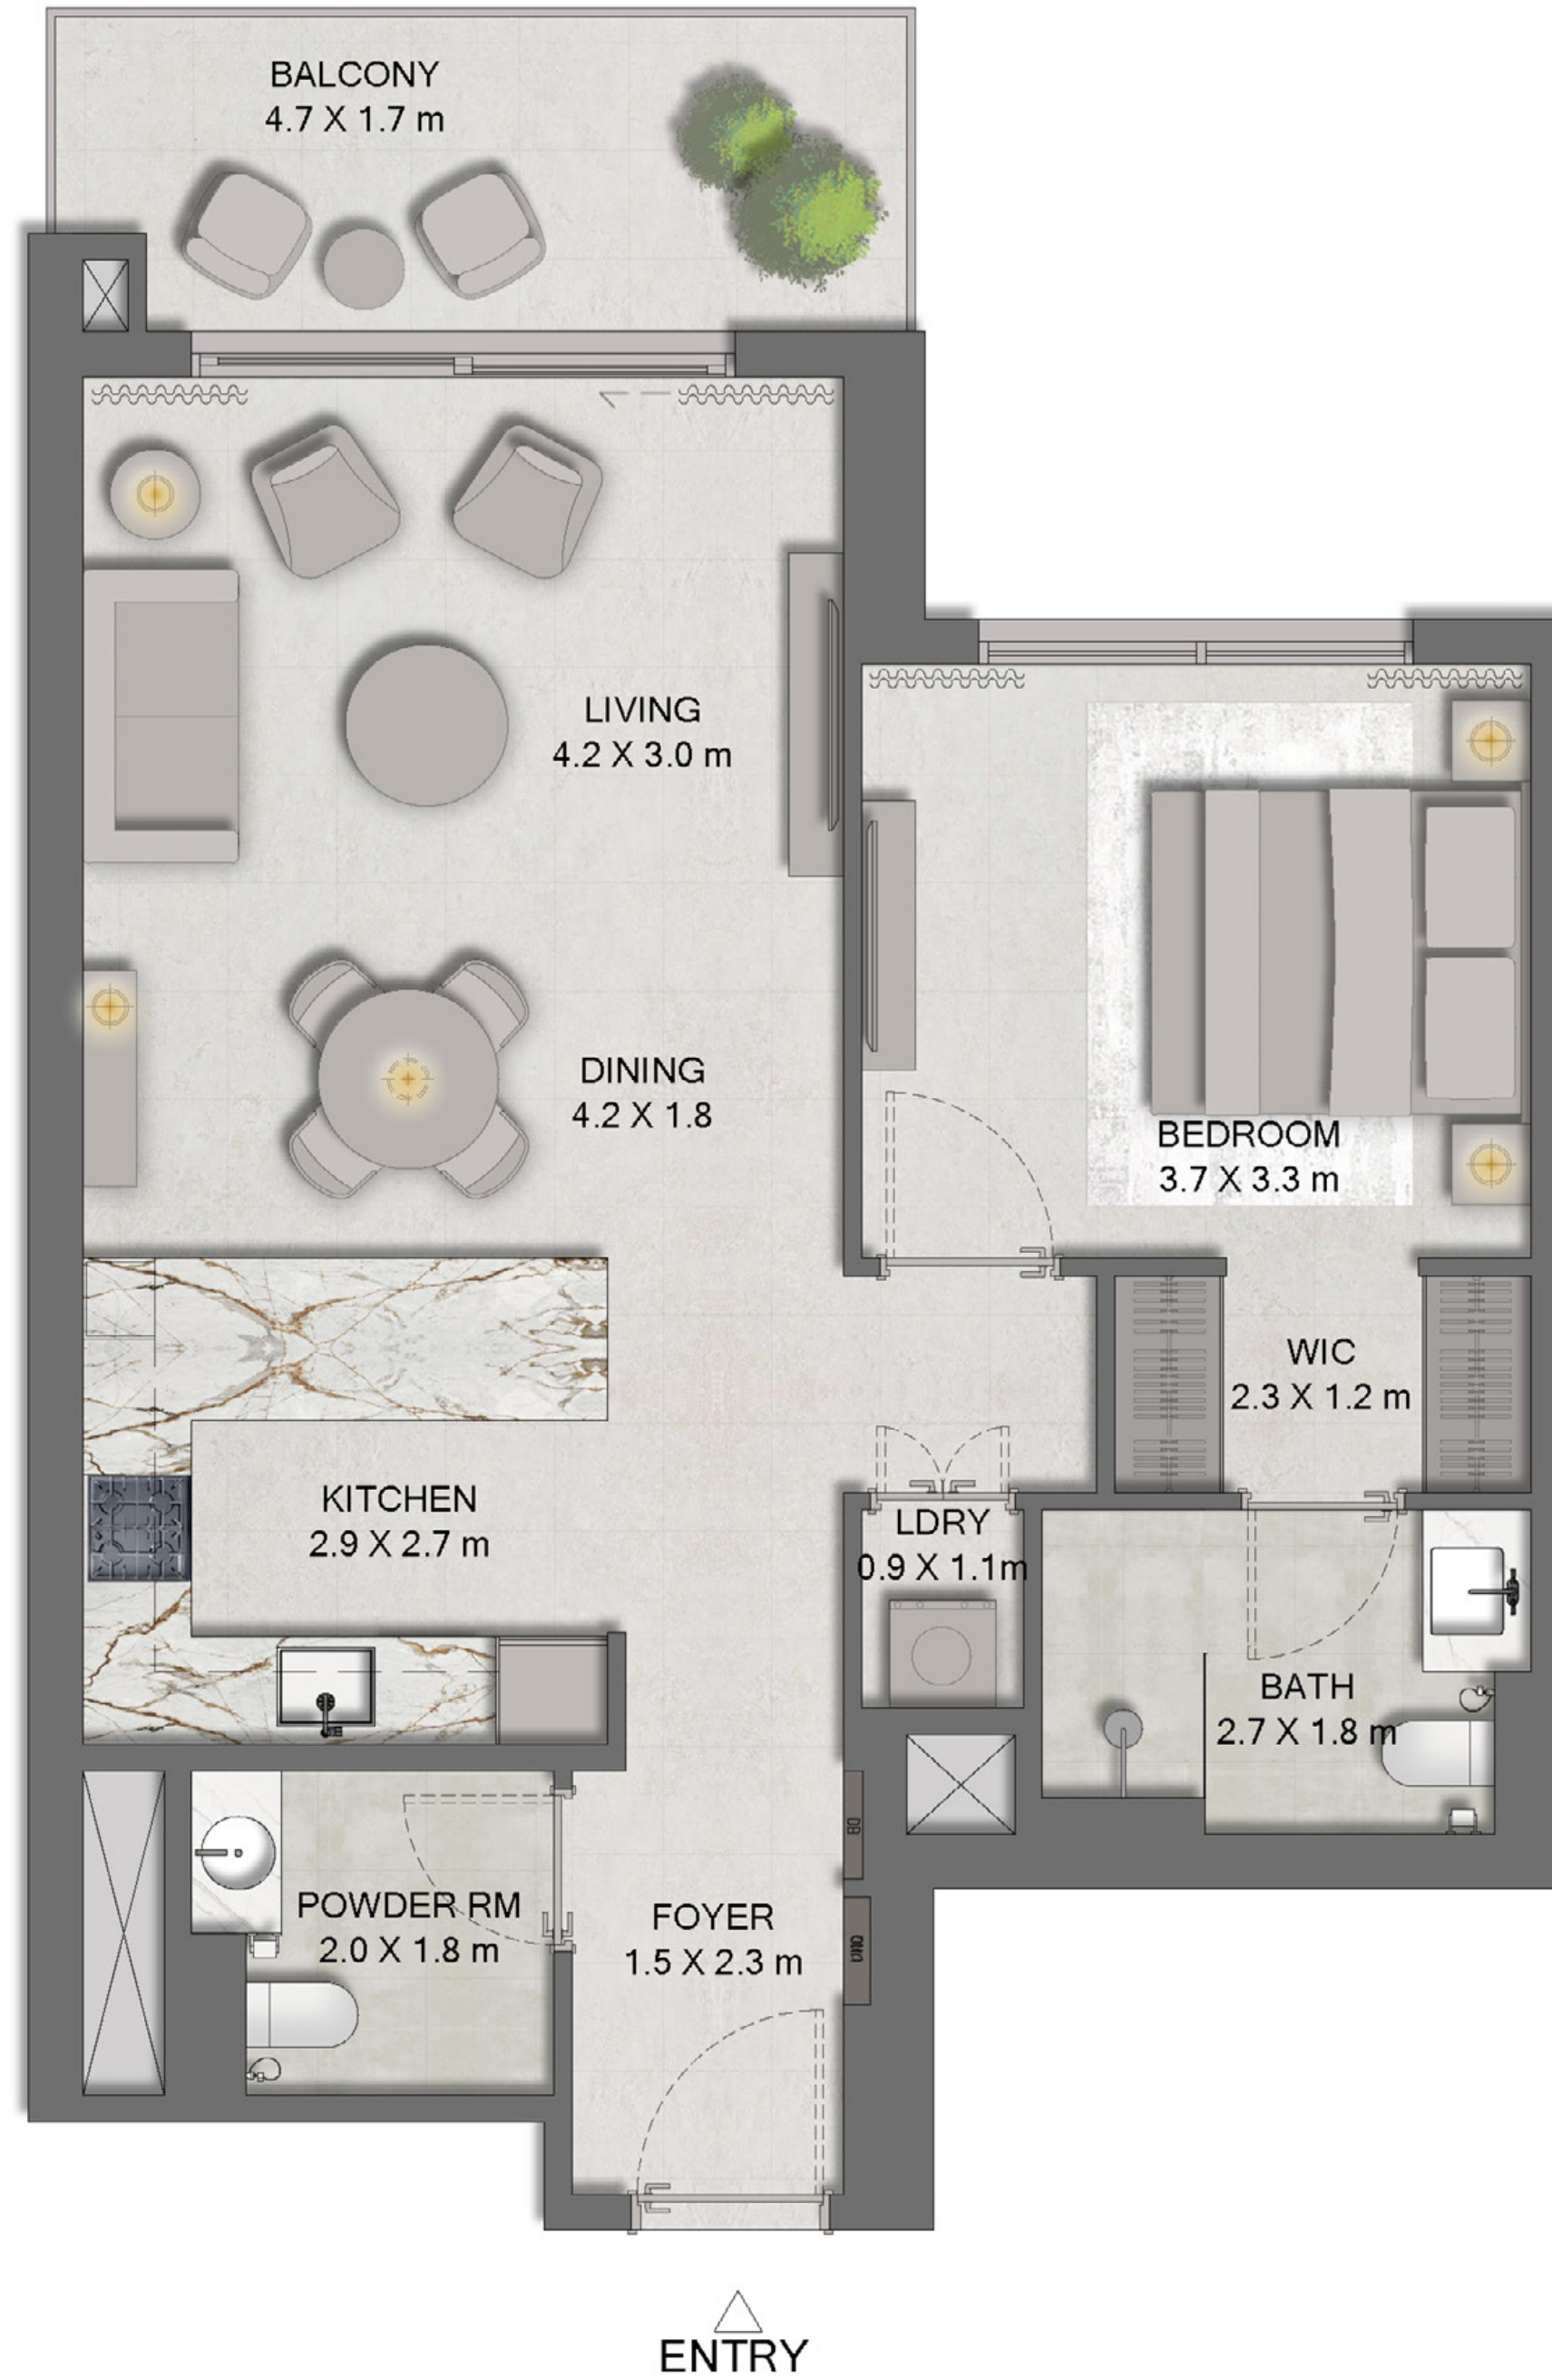 BALCONY
4.7 X 1.7 m
LIVING
4.2 X 3.0 m
DINING
4.2 X 1.8
BEDROOM
3.7 X 3.3 m
WIC
2.3 X 1.2 m
KITCHEN
2.9 X 2.7 m
LDRY
0.9 X 1.1m
BATH
2.7 X 1.8 m
DB
POWDER RM
2.0 X 1.8 m
FOYER
1.5 X 2.3 m
ENTRY